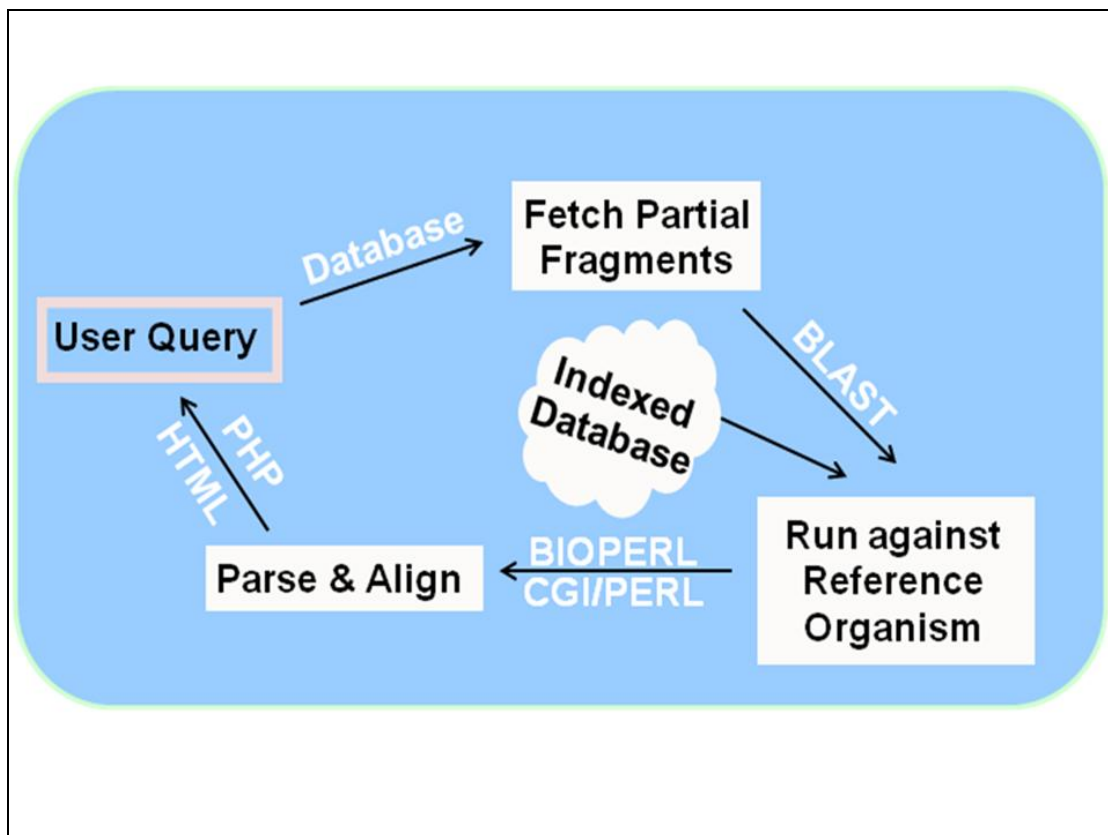 Database
Fetch Partial
Fragments
User Query
BLAST
Indexed
Database
PHP
HTML
BIOPERL
CGI/PERL
Parse & Align
Run against
Reference
Organism